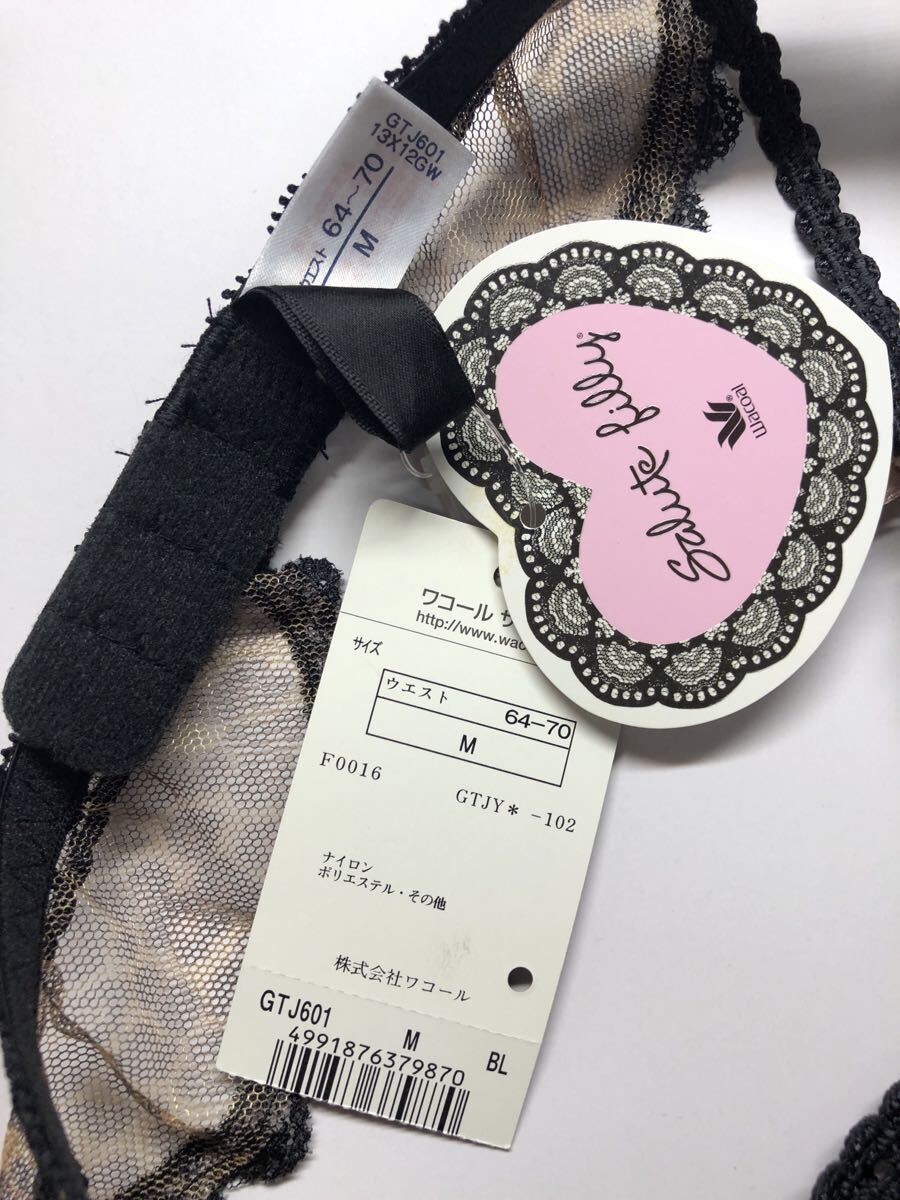 GTJ601
13X12GW
ウエスト 64〜70
M
Salute filly®
Wacoal®
ワコール サ
http://www.wac
サイズ
ウエスト 64-70
M
F0016
GTJY* -102
ナイロン
ポリエステル・その他
株式会社ワコール
GTJ601 M BL
4991876379870